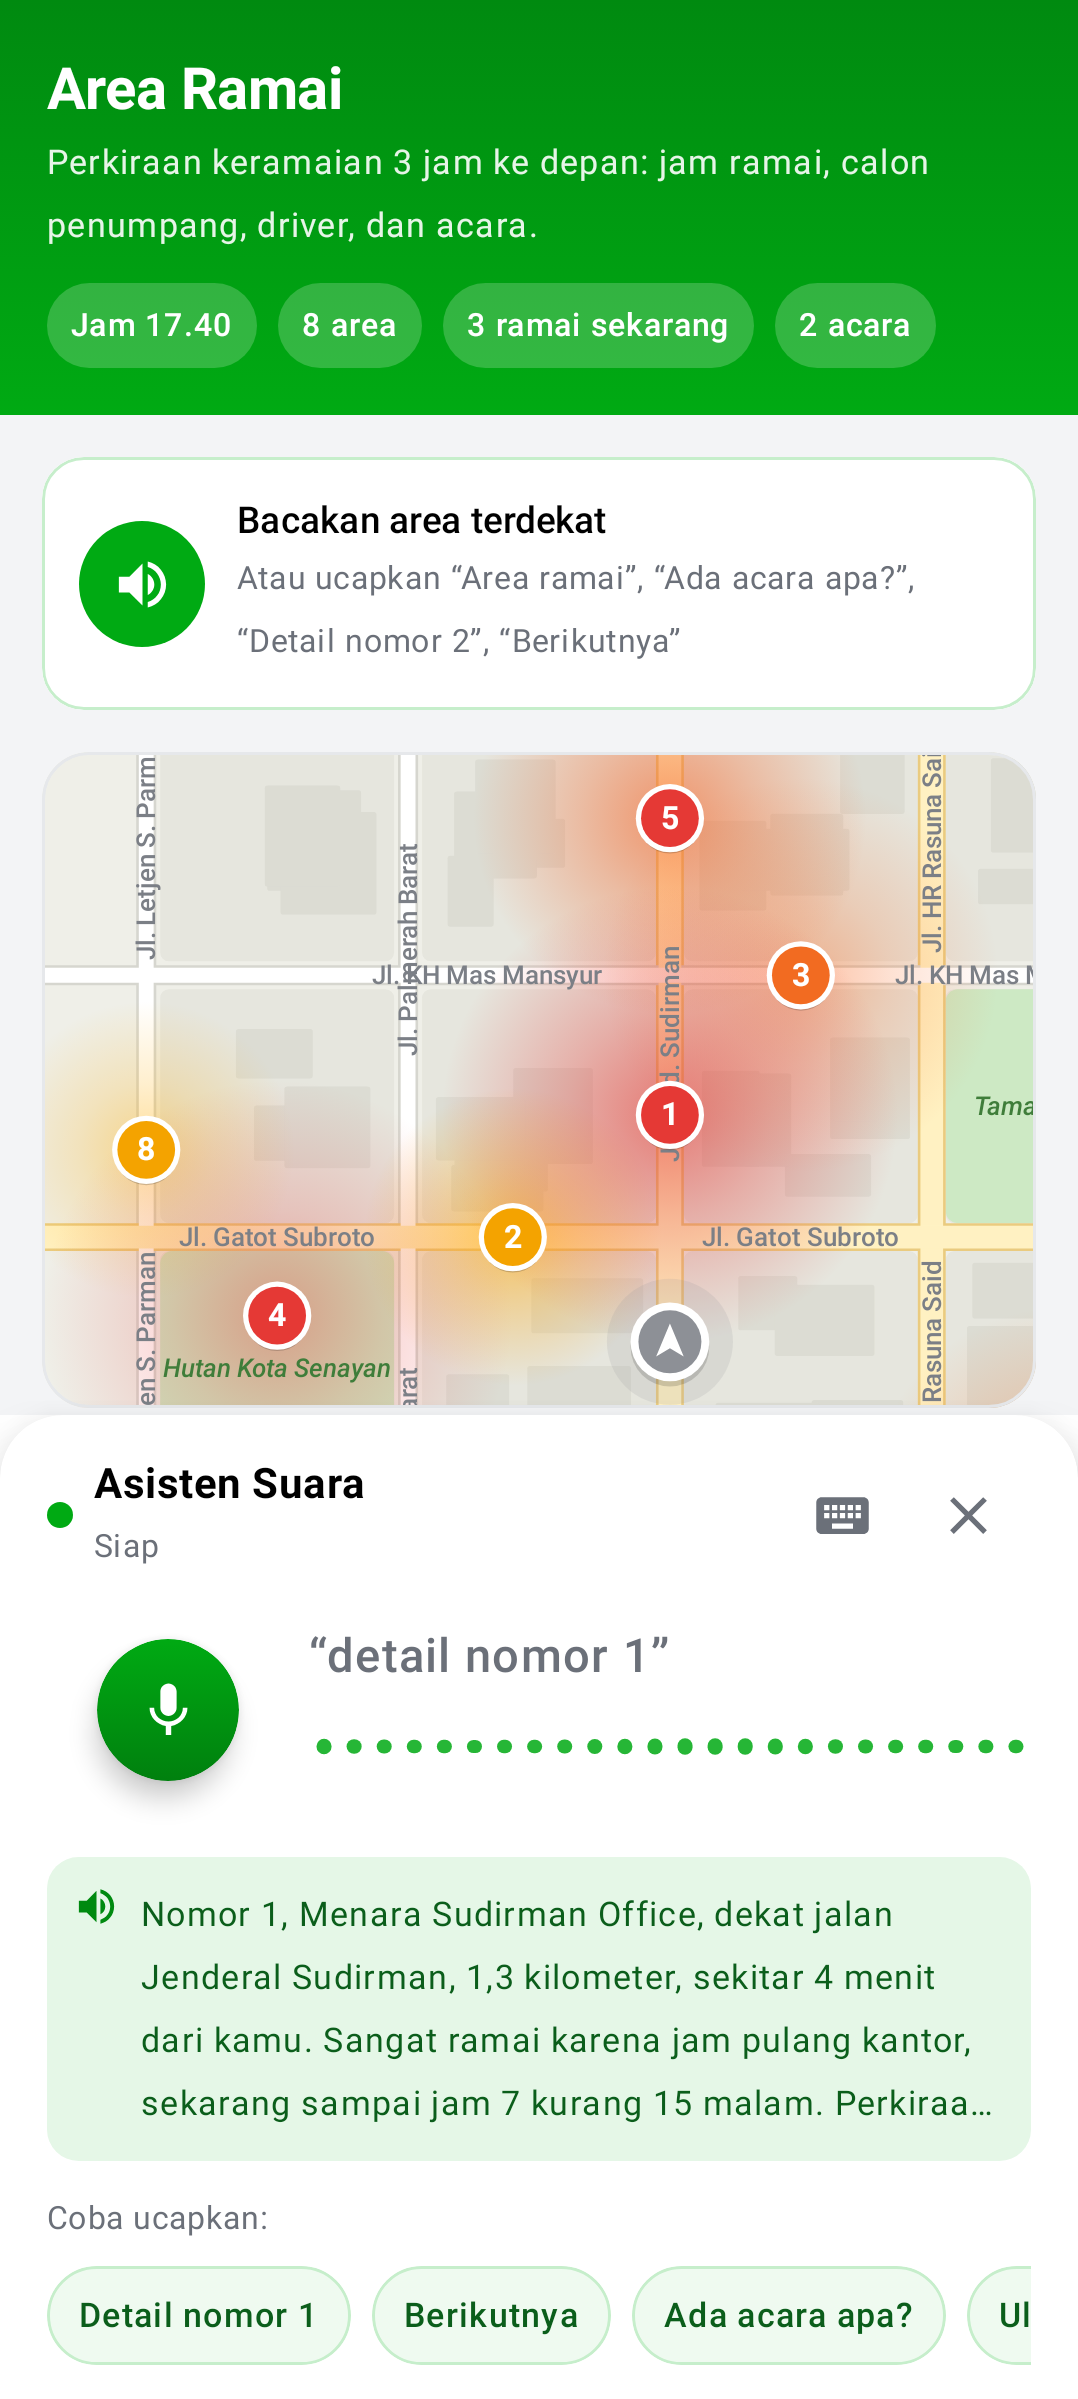 Area Ramai
Perkiraan keramaian 3 jam ke depan: jam ramai, calon
penumpang, driver, dan acara.
Jam 17.40
8 area
3 ramai sekarang
2 acara
Bacakan area terdekat
Atau ucapkan “Area ramai”, “Ada acara apa?”,
“Detail nomor 2”, “Berikutnya”
Jl. Letjen S. Parm
Jl. Palmerah Barat
Jl. HR Rasuna Sai
5
Jl. KH Mas Mansyur
3
Jl. KH Mas M
d. Sudirman
Tama
1
8
Jl. Gatot Subroto
2
Jl. Gatot Subroto
en S. Parman
4
Hutan Kota Senayan
arat
Rasuna Said
Asisten Suara
Siap
“detail nomor 1”
Nomor 1, Menara Sudirman Office, dekat jalan
Jenderal Sudirman, 1,3 kilometer, sekitar 4 menit
dari kamu. Sangat ramai karena jam pulang kantor,
sekarang sampai jam 7 kurang 15 malam. Perkiraa…
Coba ucapkan:
Detail nomor 1
Berikutnya
Ada acara apa?
Ul